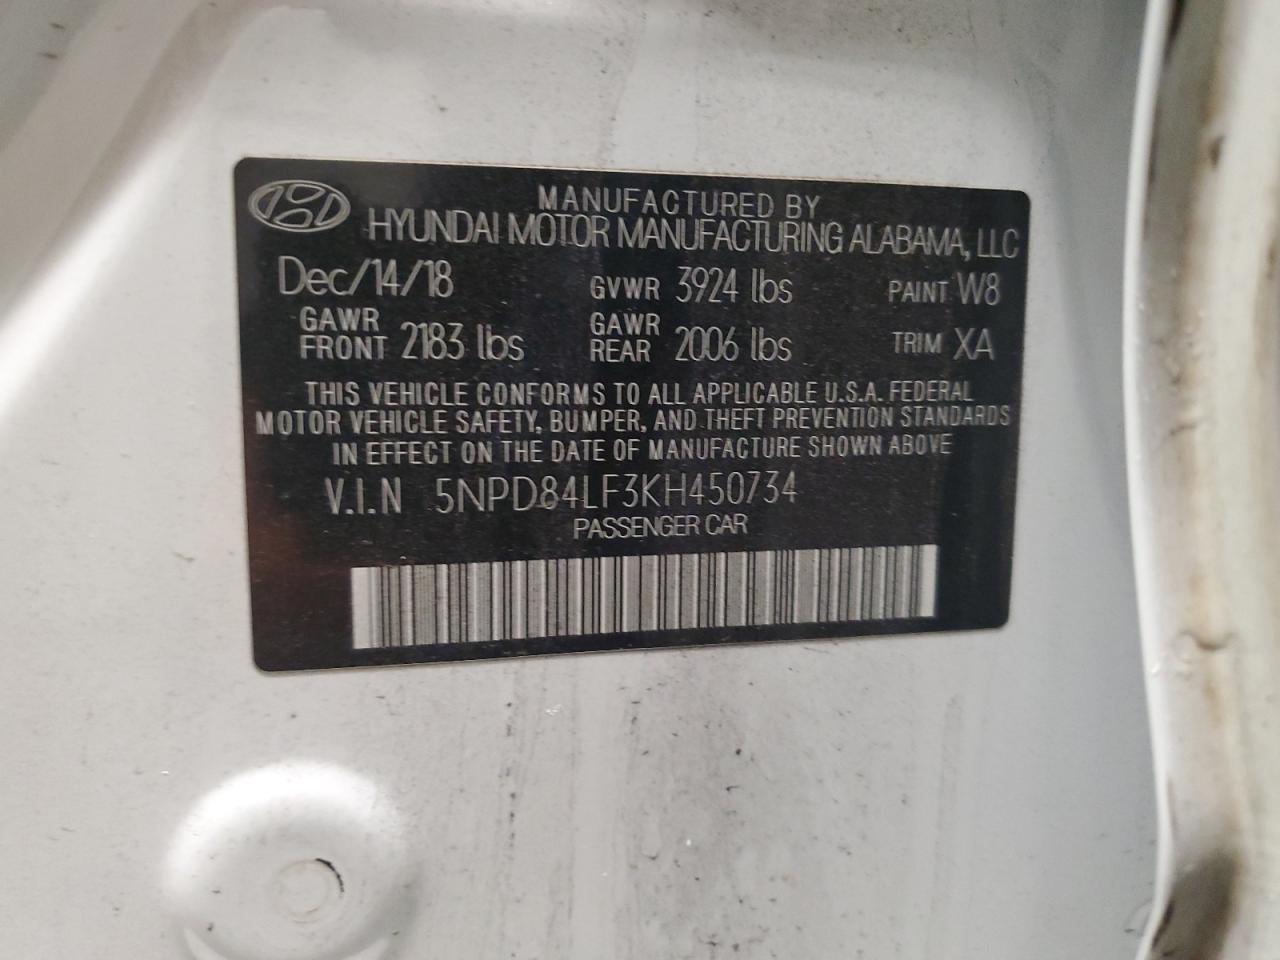 MANUFACTURED BY
HYUNDAI MOTOR MANUFACTURING ALABAMA, LLC
Dec/14/18 GVWR 3924 lbs PAINT W8
GAWR FRONT 2183 lbs GAWR REAR 2006 lbs TRIM XA
THIS VEHICLE CONFORMS TO ALL APPLICABLE U.S.A. FEDERAL
MOTOR VEHICLE SAFETY, BUMPER, AND THEFT PREVENTION STANDARDS
IN EFFECT ON THE DATE OF MANUFACTURE SHOWN ABOVE
V.I.N 5NPD84LF3KH450734
PASSENGER CAR